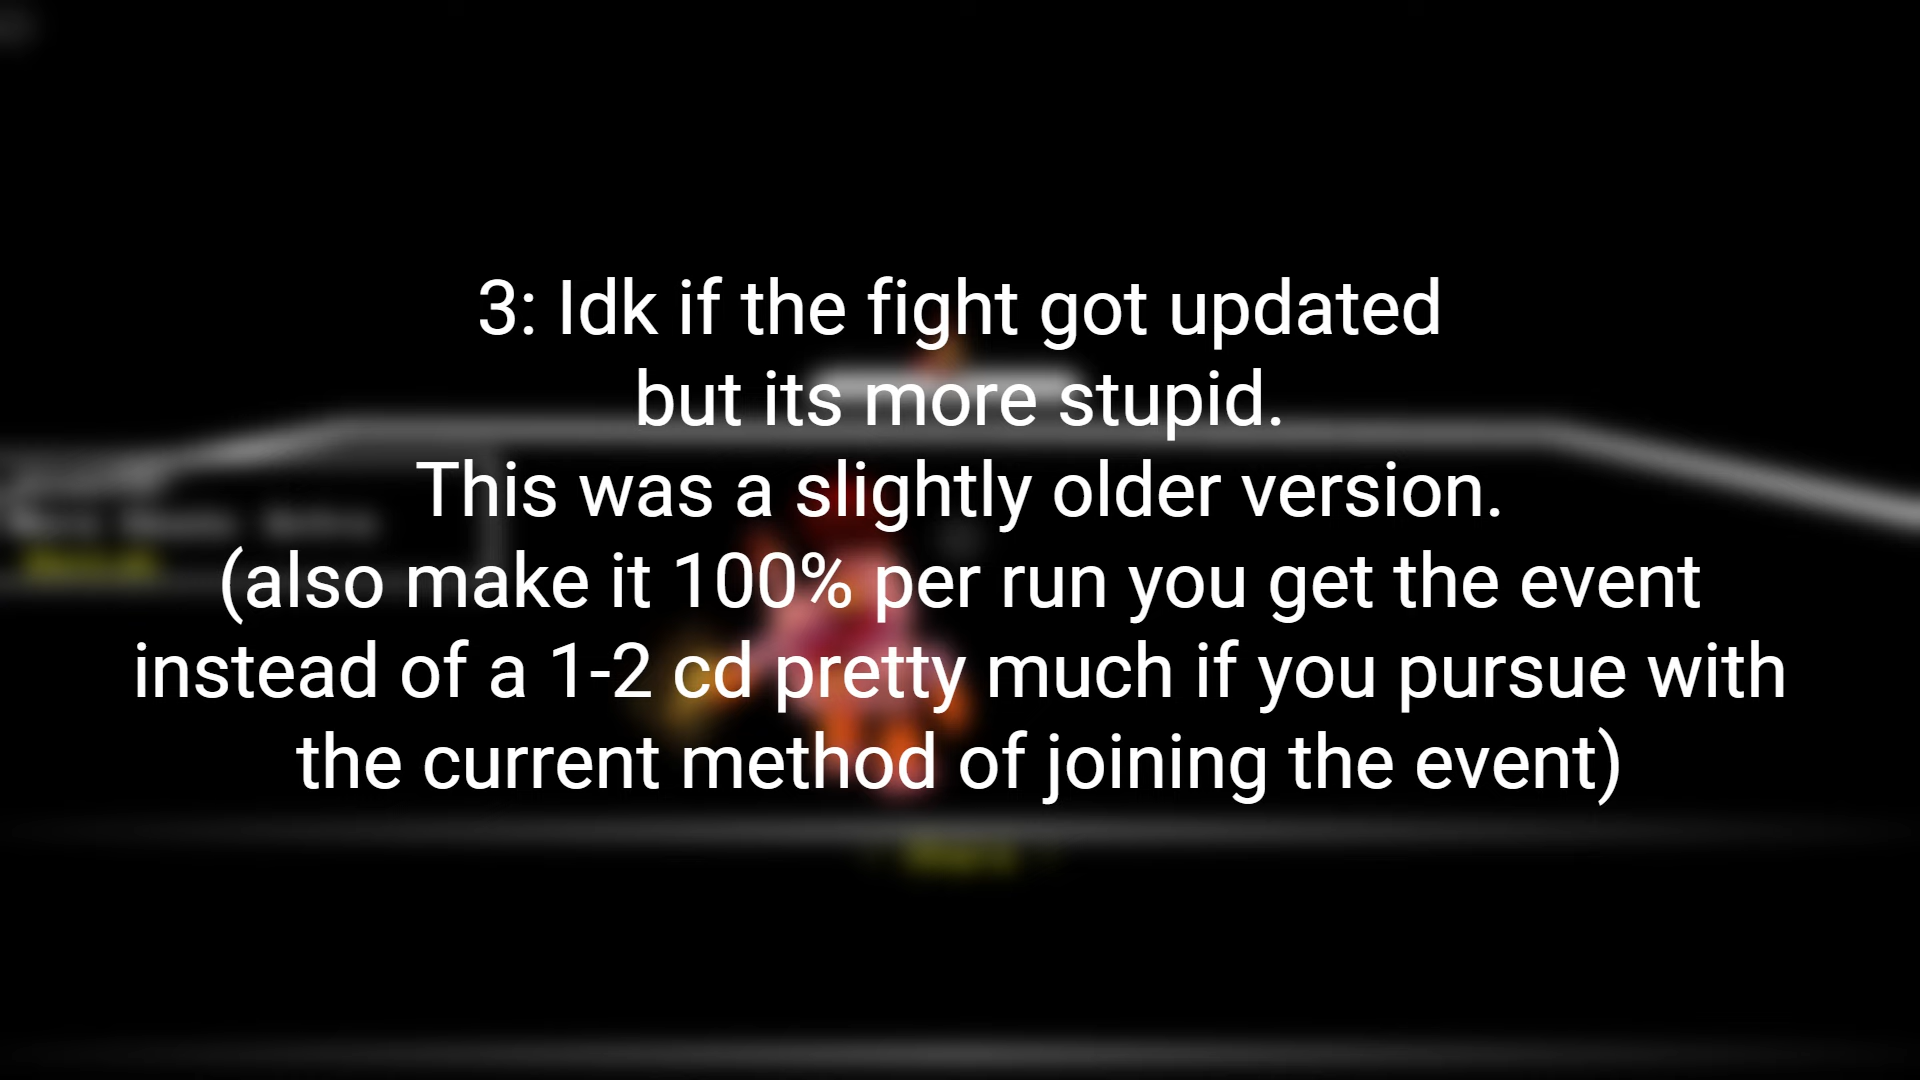 3: Idk if the fight got updated
but its more stupid.
This was a slightly older version.
(also make it 100% per run you get the event
instead of a 1-2 cd pretty much if you pursue with
the current method of joining the event)